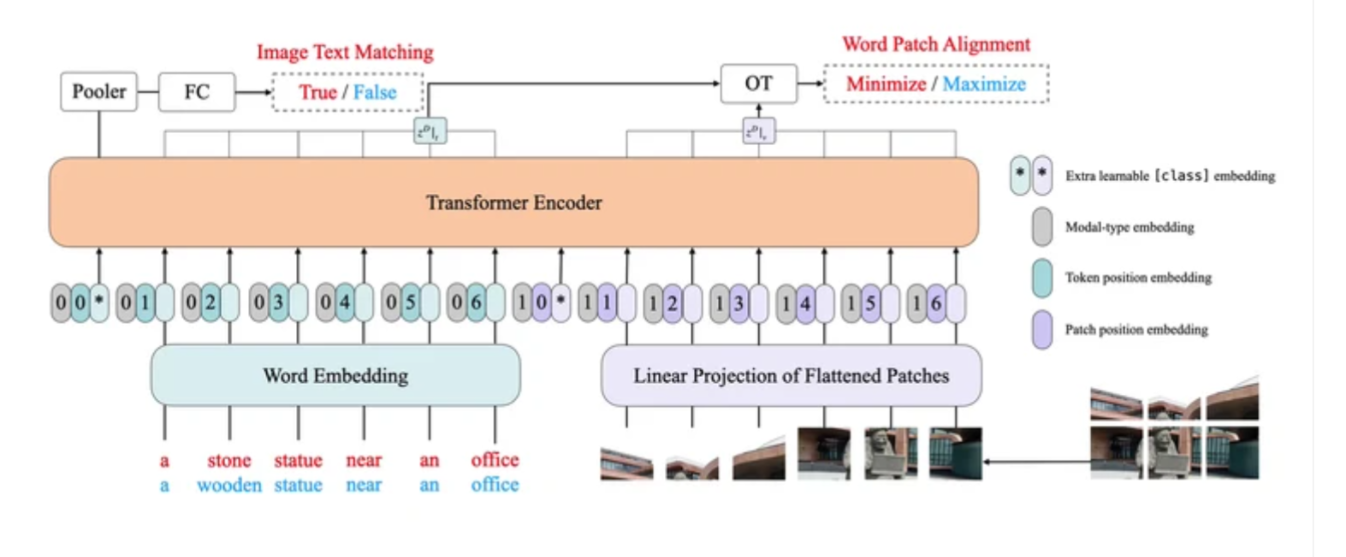 Image Text Matching
Word Patch Alignment
Pooler
FC
True / False
OT
Minimize / Maximize
z^D|_t
z^D|_v
Transformer Encoder
* * Extra learnable [class] embedding
Modal-type embedding
Token position embedding
Patch position embedding
0 0 * 0 1 0 2 0 3 0 4 0 5 0 6 1 0 * 1 1 1 2 1 3 1 4 1 5 1 6
Word Embedding
Linear Projection of Flattened Patches
a stone statue near an office
a wooden statue near an office